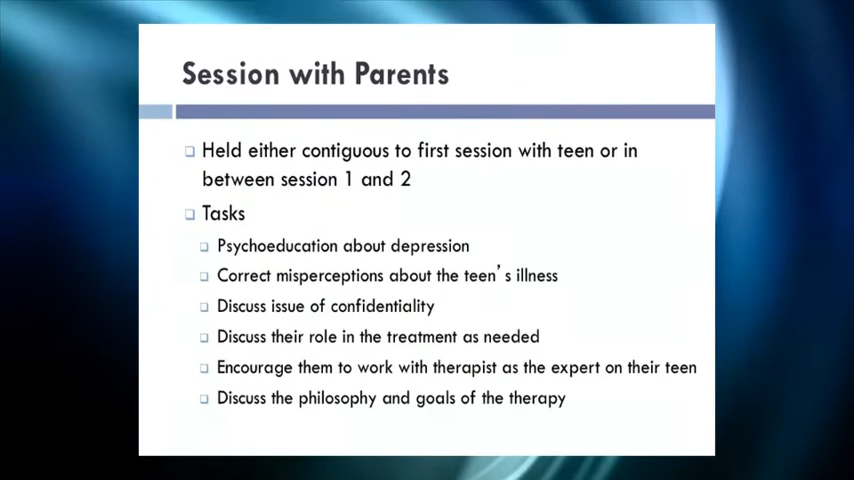 Session with Parents
Held either contiguous to first session with teen or in
between session 1 and 2
Tasks
Psychoeducation about depression
Correct misperceptions about the teen’s illness
Discuss issue of confidentiality
Discuss their role in the treatment as needed
Encourage them to work with therapist as the expert on their teen
Discuss the philosophy and goals of the therapy